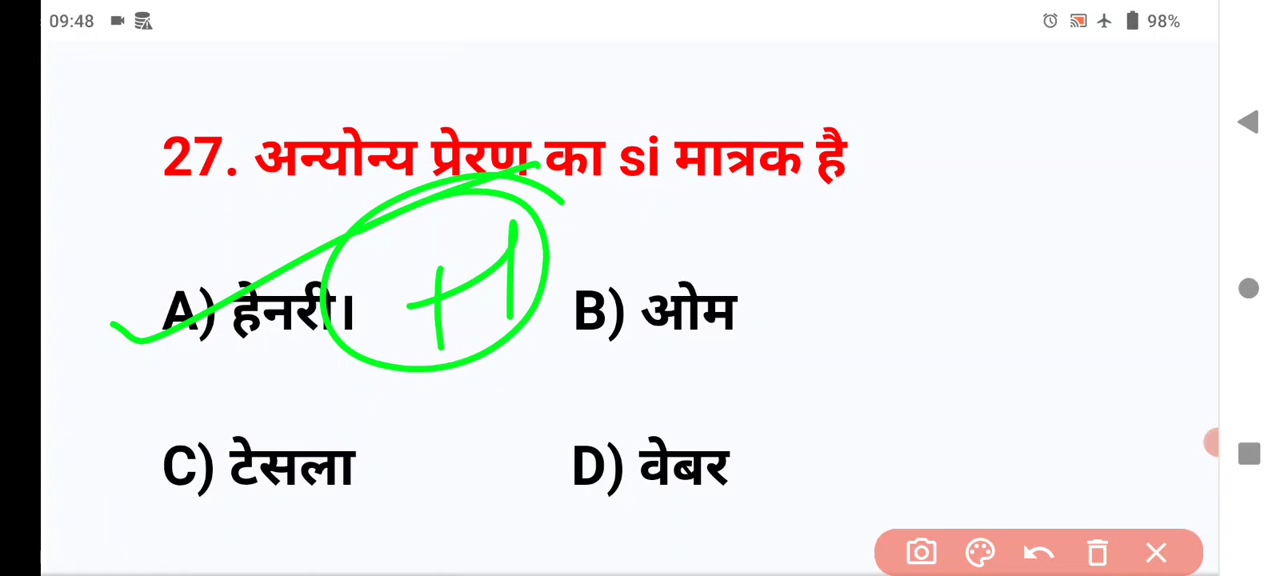 09:48 98%
27. अन्योन्य प्रेरण का si मात्रक है
A) हेनरी। H B) ओम
C) टेसला D) वेबर